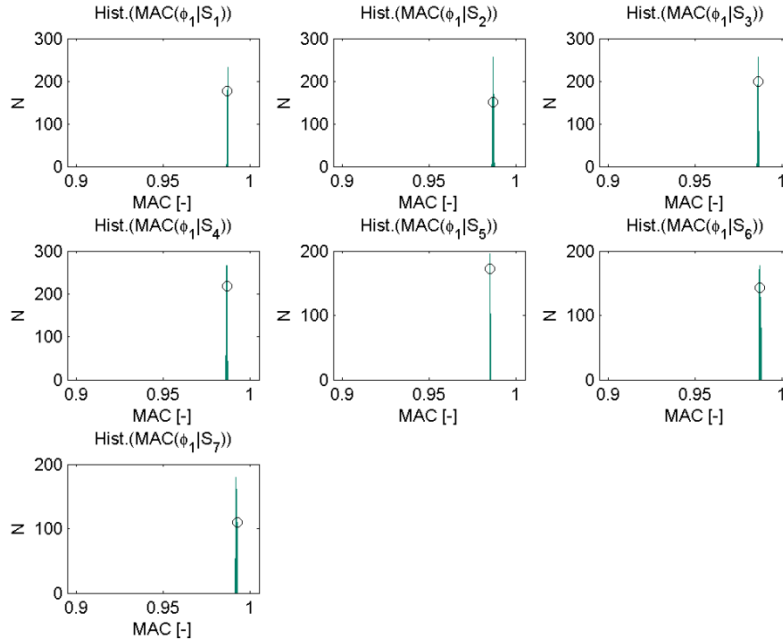 Hist.(MAC(ϕ₁|S₁))
300
200
100
0
N
0.9 0.95 1
MAC [-]
Hist.(MAC(ϕ₁|S₂))
300
200
100
0
N
0.9 0.95 1
MAC [-]
Hist.(MAC(ϕ₁|S₃))
300
200
100
0
N
0.9 0.95 1
MAC [-]
Hist.(MAC(ϕ₁|S₄))
300
200
100
0
N
0.9 0.95 1
MAC [-]
Hist.(MAC(ϕ₁|S₅))
200
100
0
N
0.9 0.95 1
MAC [-]
Hist.(MAC(ϕ₁|S₆))
200
100
0
N
0.9 0.95 1
MAC [-]
Hist.(MAC(ϕ₁|S₇))
200
100
0
N
0.9 0.95 1
MAC [-]